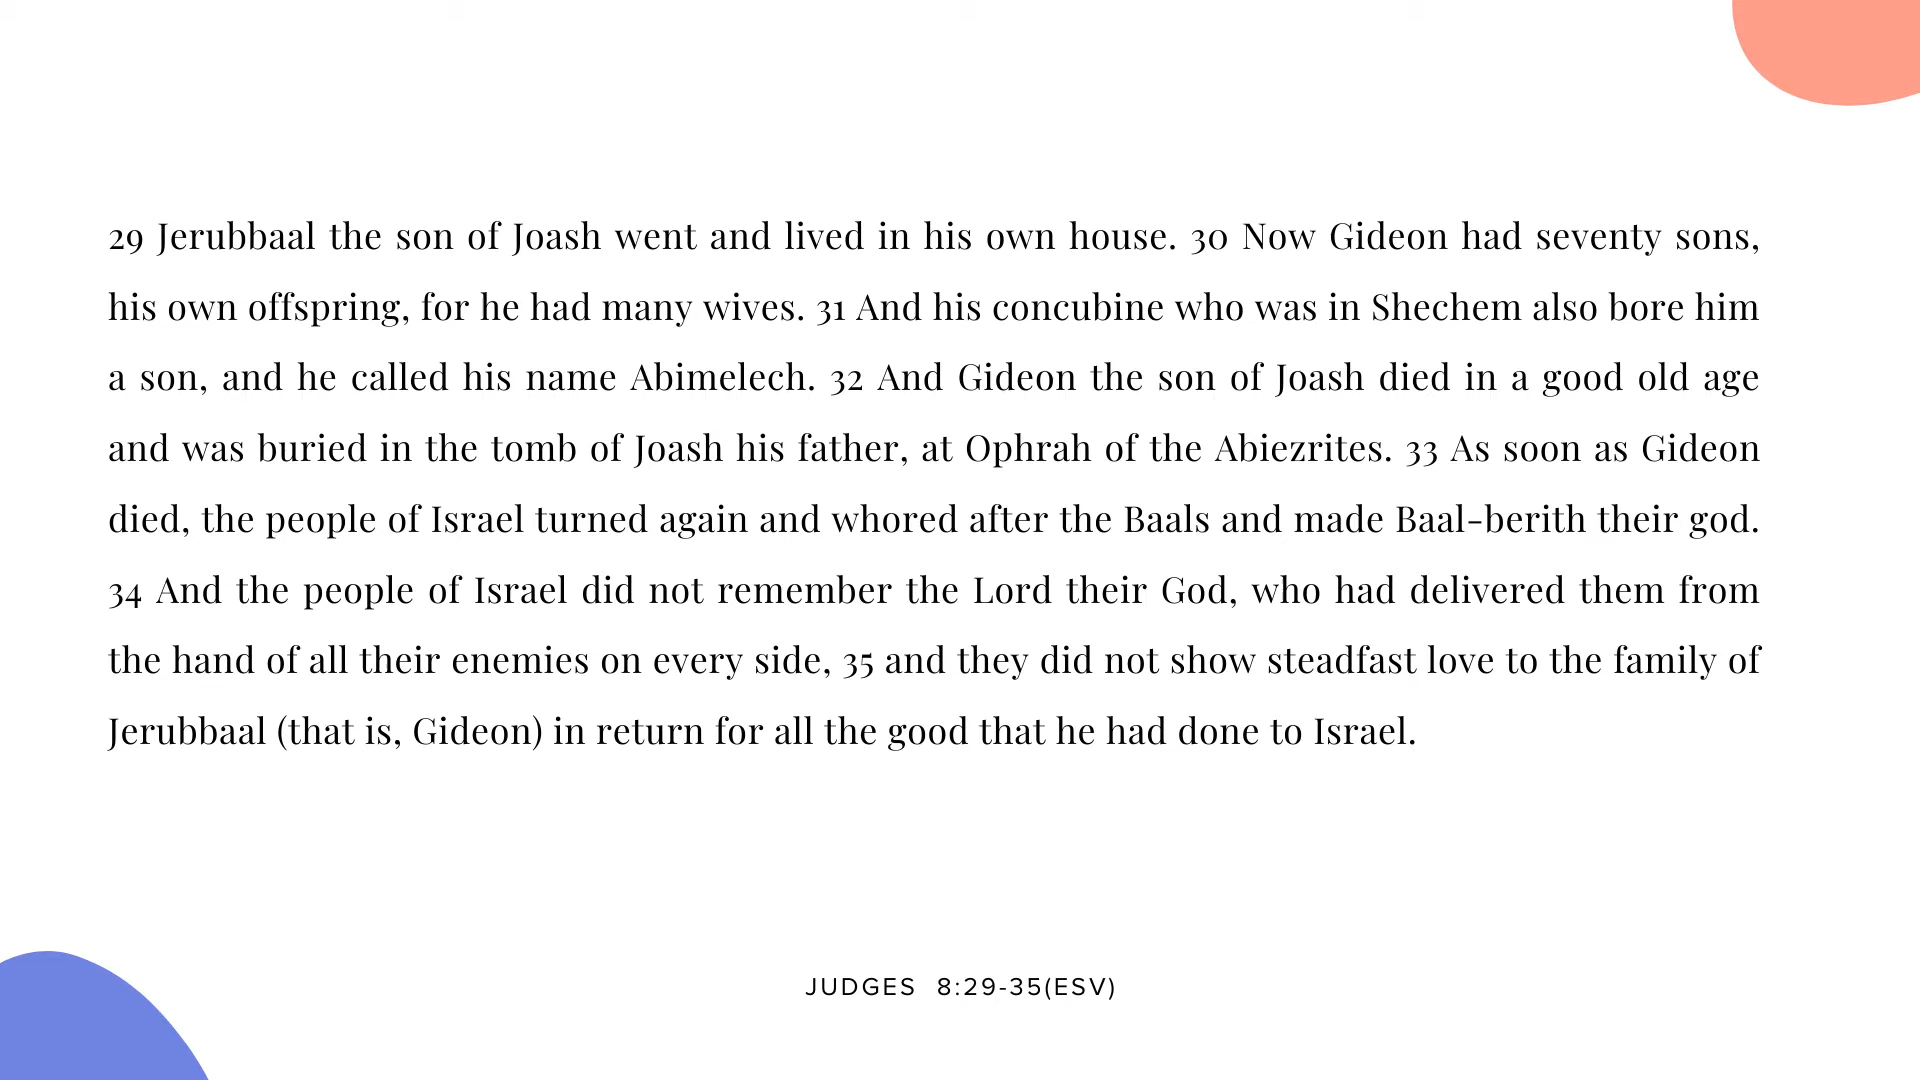 29 Jerubbaal the son of Joash went and lived in his own house. 30 Now Gideon had seventy sons,
his own offspring, for he had many wives. 31 And his concubine who was in Shechem also bore him
a son, and he called his name Abimelech. 32 And Gideon the son of Joash died in a good old age
and was buried in the tomb of Joash his father, at Ophrah of the Abiezrites. 33 As soon as Gideon
died, the people of Israel turned again and whored after the Baals and made Baal-berith their god.
34 And the people of Israel did not remember the Lord their God, who had delivered them from
the hand of all their enemies on every side, 35 and they did not show steadfast love to the family of
Jerubbaal (that is, Gideon) in return for all the good that he had done to Israel.
JUDGES 8:29-35(ESV)